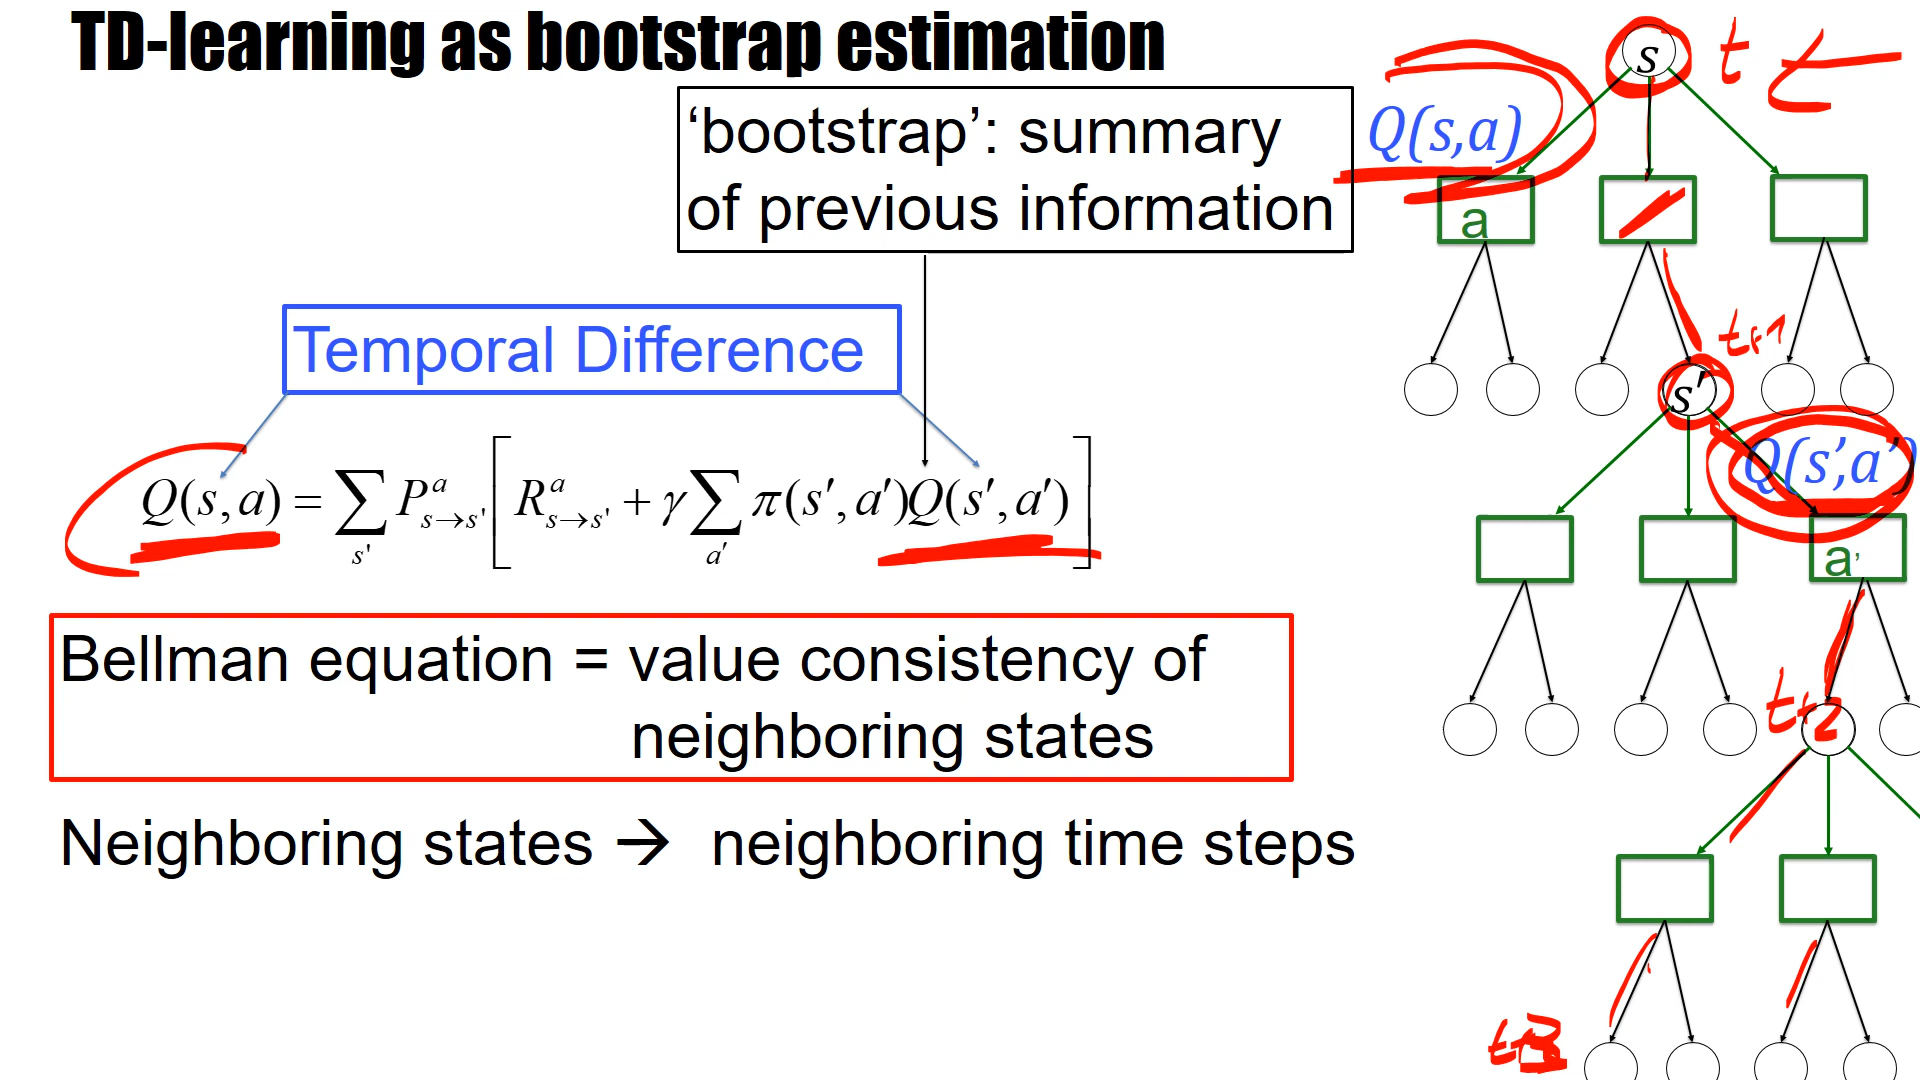 TD-learning as bootstrap estimation
‘bootstrap’: summary
of previous information
Temporal Difference
Q(s,a) = ∑_{s'} P^a_{s→s'} [ R^a_{s→s'} + γ ∑_{a'} π(s',a')Q(s',a') ]
Bellman equation = value consistency of
neighboring states
Neighboring states → neighboring time steps
s
t
Q(s,a)
a
t+1
s'
Q(s’,a’)
a’
t+2
t+3